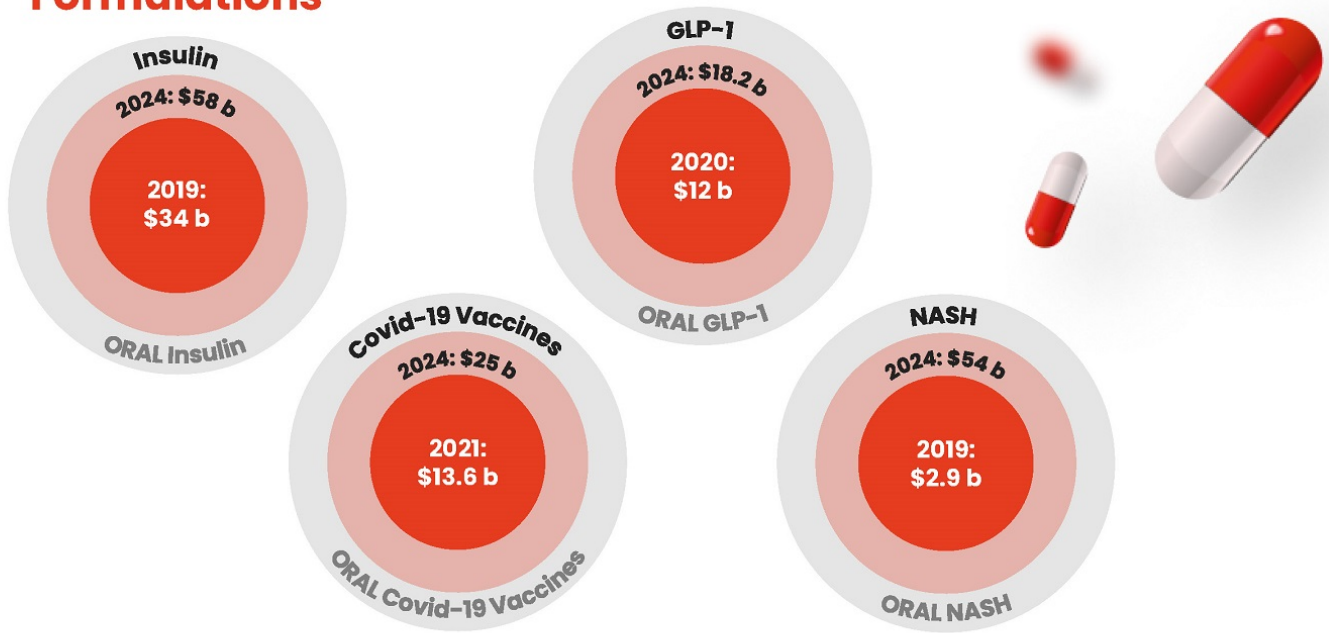 Formulations
Insulin
2024: $58 b
2019:
$34 b
ORAL Insulin
GLP-1
2024: $18.2 b
2020:
$12 b
ORAL GLP-1
Covid-19 Vaccines
2024: $25 b
2021:
$13.6 b
ORAL Covid-19 Vaccines
NASH
2024: $54 b
2019:
$2.9 b
ORAL NASH